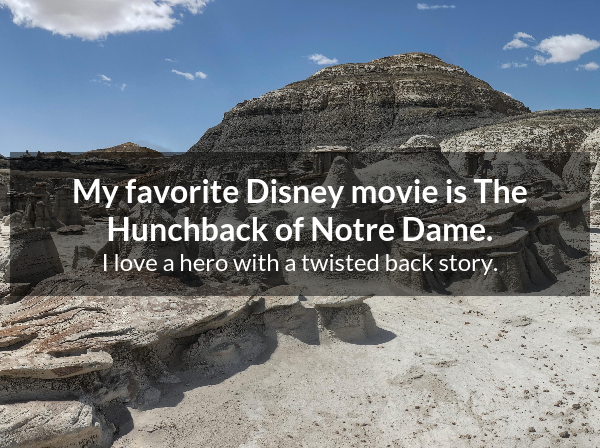 My favorite Disney movie is The
Hunchback of Notre Dame.
I love a hero with a twisted back story.